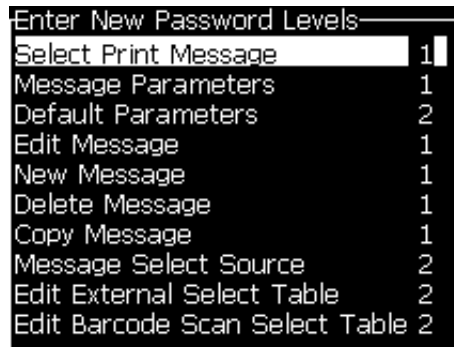 Enter New Password Levels
Select Print Message 1
Message Parameters 1
Default Parameters 2
Edit Message 1
New Message 1
Delete Message 1
Copy Message 1
Message Select Source 2
Edit External Select Table 2
Edit Barcode Scan Select Table 2